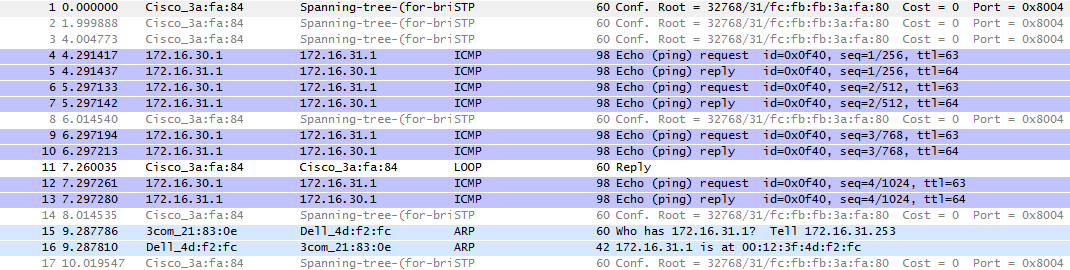 1 0.000000 Cisco_3a:fa:84 Spanning-tree-(for-bri STP 60 Conf. Root = 32768/31/fc:fb:fb:3a:fa:80 Cost = 0 Port = 0x8004
2 1.999888 Cisco_3a:fa:84 Spanning-tree-(for-bri STP 60 Conf. Root = 32768/31/fc:fb:fb:3a:fa:80 Cost = 0 Port = 0x8004
3 4.004773 Cisco_3a:fa:84 Spanning-tree-(for-bri STP 60 Conf. Root = 32768/31/fc:fb:fb:3a:fa:80 Cost = 0 Port = 0x8004
4 4.291417 172.16.30.1 172.16.31.1 ICMP 98 Echo (ping) request id=0x0f40, seq=1/256, ttl=63
5 4.291437 172.16.30.1 172.16.31.1 ICMP 98 Echo (ping) reply id=0x0f40, seq=1/256, ttl=64
6 5.297133 172.16.30.1 172.16.31.1 ICMP 98 Echo (ping) request id=0x0f40, seq=2/512, ttl=63
7 5.297142 172.16.30.1 172.16.31.1 ICMP 98 Echo (ping) reply id=0x0f40, seq=2/512, ttl=64
8 6.014540 Cisco_3a:fa:84 Spanning-tree-(for-bri STP 60 Conf. Root = 32768/31/fc:fb:fb:3a:fa:80 Cost = 0 Port = 0x8004
9 6.297194 172.16.30.1 172.16.31.1 ICMP 98 Echo (ping) request id=0x0f40, seq=3/768, ttl=63
10 6.297213 172.16.30.1 172.16.31.1 ICMP 98 Echo (ping) reply id=0x0f40, seq=3/768, ttl=64
11 7.260035 Cisco_3a:fa:84 Cisco_3a:fa:84 LOOP 60 Reply
12 7.297261 172.16.30.1 172.16.31.1 ICMP 98 Echo (ping) request id=0x0f40, seq=4/1024, ttl=63
13 7.297280 172.16.30.1 172.16.31.1 ICMP 98 Echo (ping) reply id=0x0f40, seq=4/1024, ttl=64
14 8.014535 Cisco_3a:fa:84 Spanning-tree-(for-bri STP 60 Conf. Root = 32768/31/fc:fb:fb:3a:fa:80 Cost = 0 Port = 0x8004
15 9.287786 3com_21:83:0e Dell_4d:f2:fc ARP 60 Who has 172.16.31.1? Tell 172.16.31.253
16 9.287810 Dell_4d:f2:fc 3com_21:83:0e ARP 42 172.16.31.1 is at 00:12:3f:4d:f2:fc
17 10.019547 Cisco_3a:fa:84 Spanning-tree-(for-bri STP 60 Conf. Root = 32768/31/fc:fb:fb:3a:fa:80 Cost = 0 Port = 0x8004